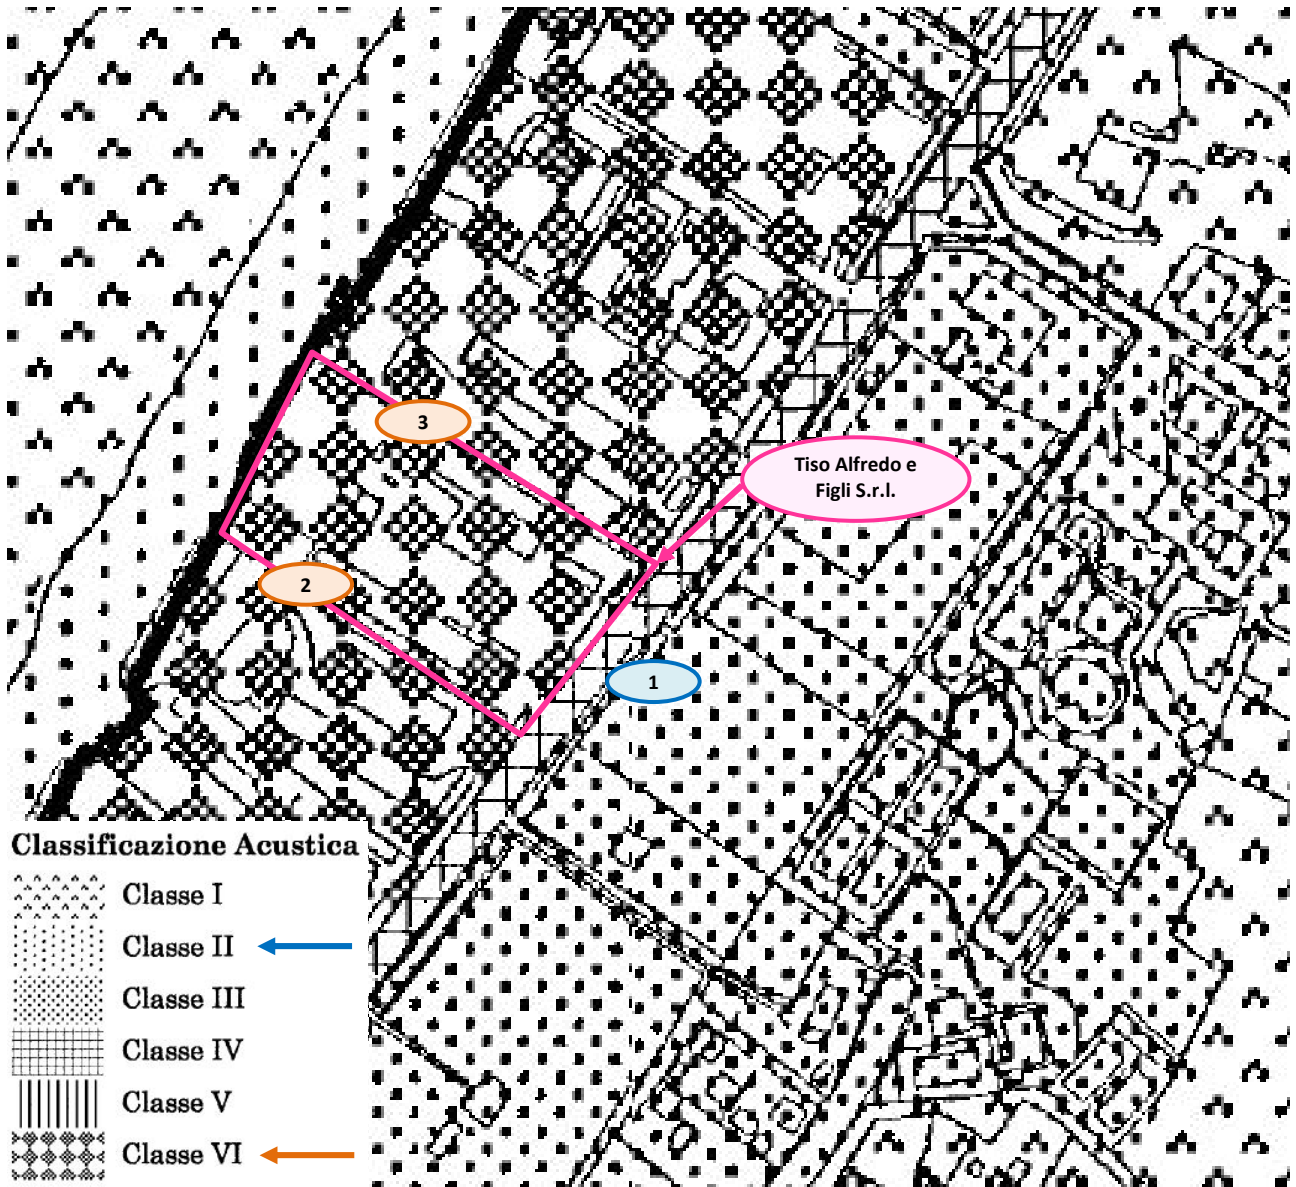 3
Tiso Alfredo e
Figli S.r.l.
2
1
Classificazione Acustica
Classe I
Classe II
Classe III
Classe IV
Classe V
Classe VI